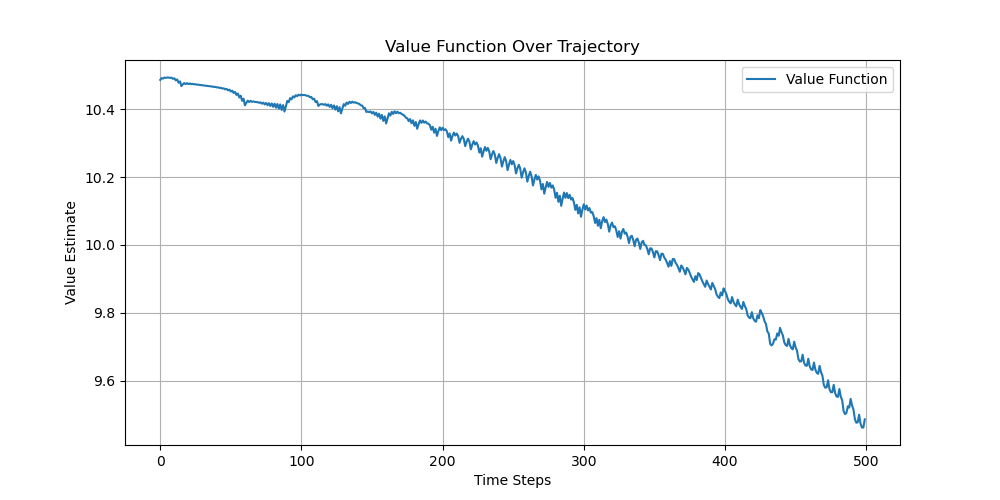 Value Function Over Trajectory
Value Function
10.4
10.2
10.0
9.8
9.6
Value Estimate
0 100 200 300 400 500
Time Steps